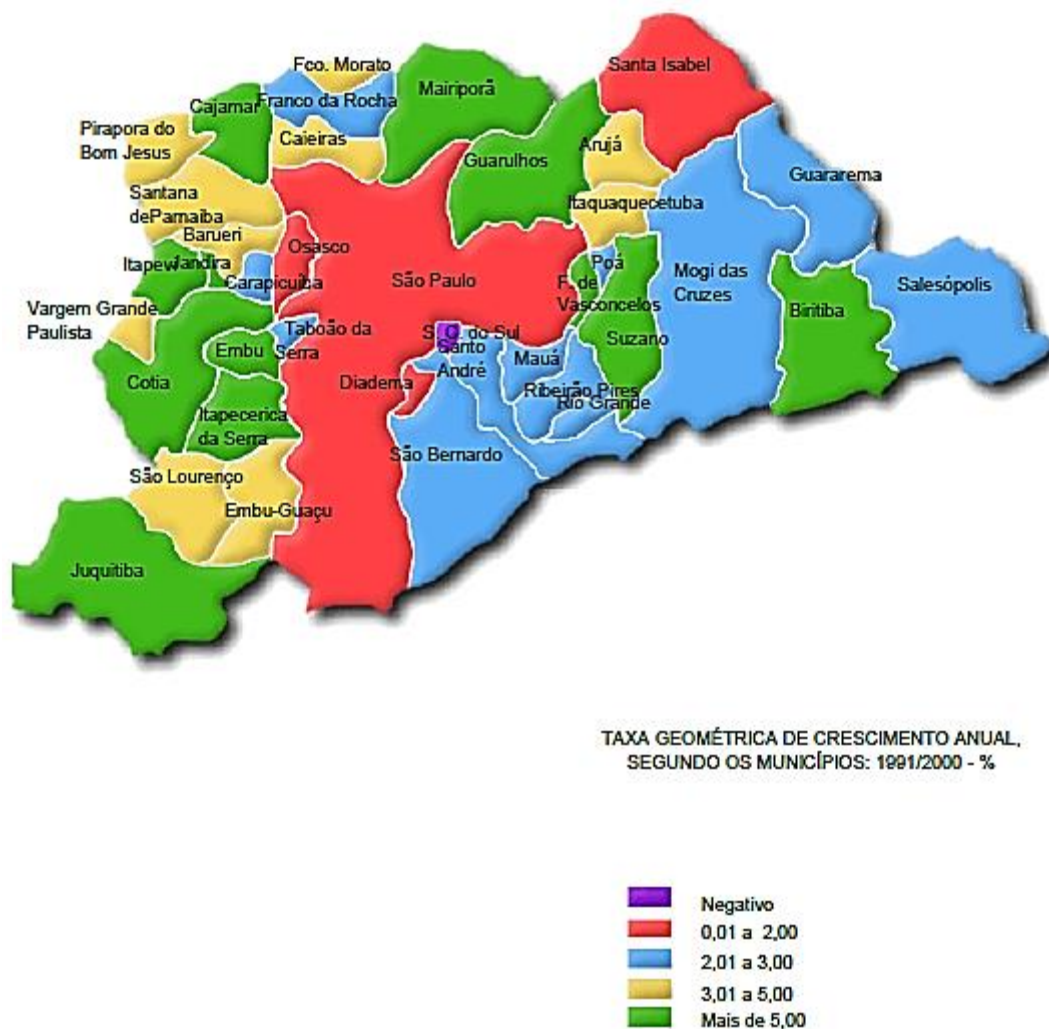 Fco. Morato
Santa Isabel
Mairiporã
Franco da Rocha
Cajamar
Pirapora do
Bom Jesus
Caieiras
Arujá
Guarulhos
Guararema
Santana
deParnaíba
Itaquaquecetuba
Barueri
Osasco
Itapevi
Jandira
Poá
Mogi das
Cruzes
Carapicuíba
São Paulo
F. de
Vasconcelos
Salesópolis
Vargem Grande
Paulista
Biritiba
Taboão da
Serra
S. C. do Sul
Suzano
Embu
Santo
André
Mauá
Cotia
Diadema
Ribeirão Pires
Rio Grande
Itapecerica
da Serra
São Bernardo
São Lourenço
Embu-Guaçu
Juquitiba
TAXA GEOMÉTRICA DE CRESCIMENTO ANUAL,
SEGUNDO OS MUNICÍPIOS: 1991/2000 - %
Negativo
0,01 a 2,00
2,01 a 3,00
3,01 a 5,00
Mais de 5,00